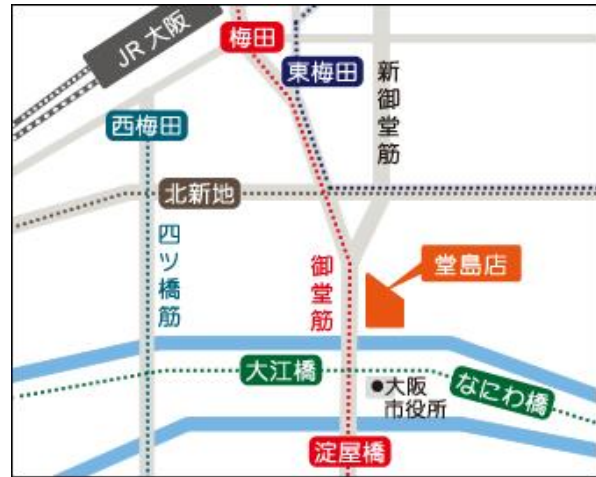 JR大阪
梅田
東梅田
新御堂筋
西梅田
北新地
四ツ橋筋
御堂筋
堂島店
大江橋
●大阪
市役所
なにわ橋
淀屋橋